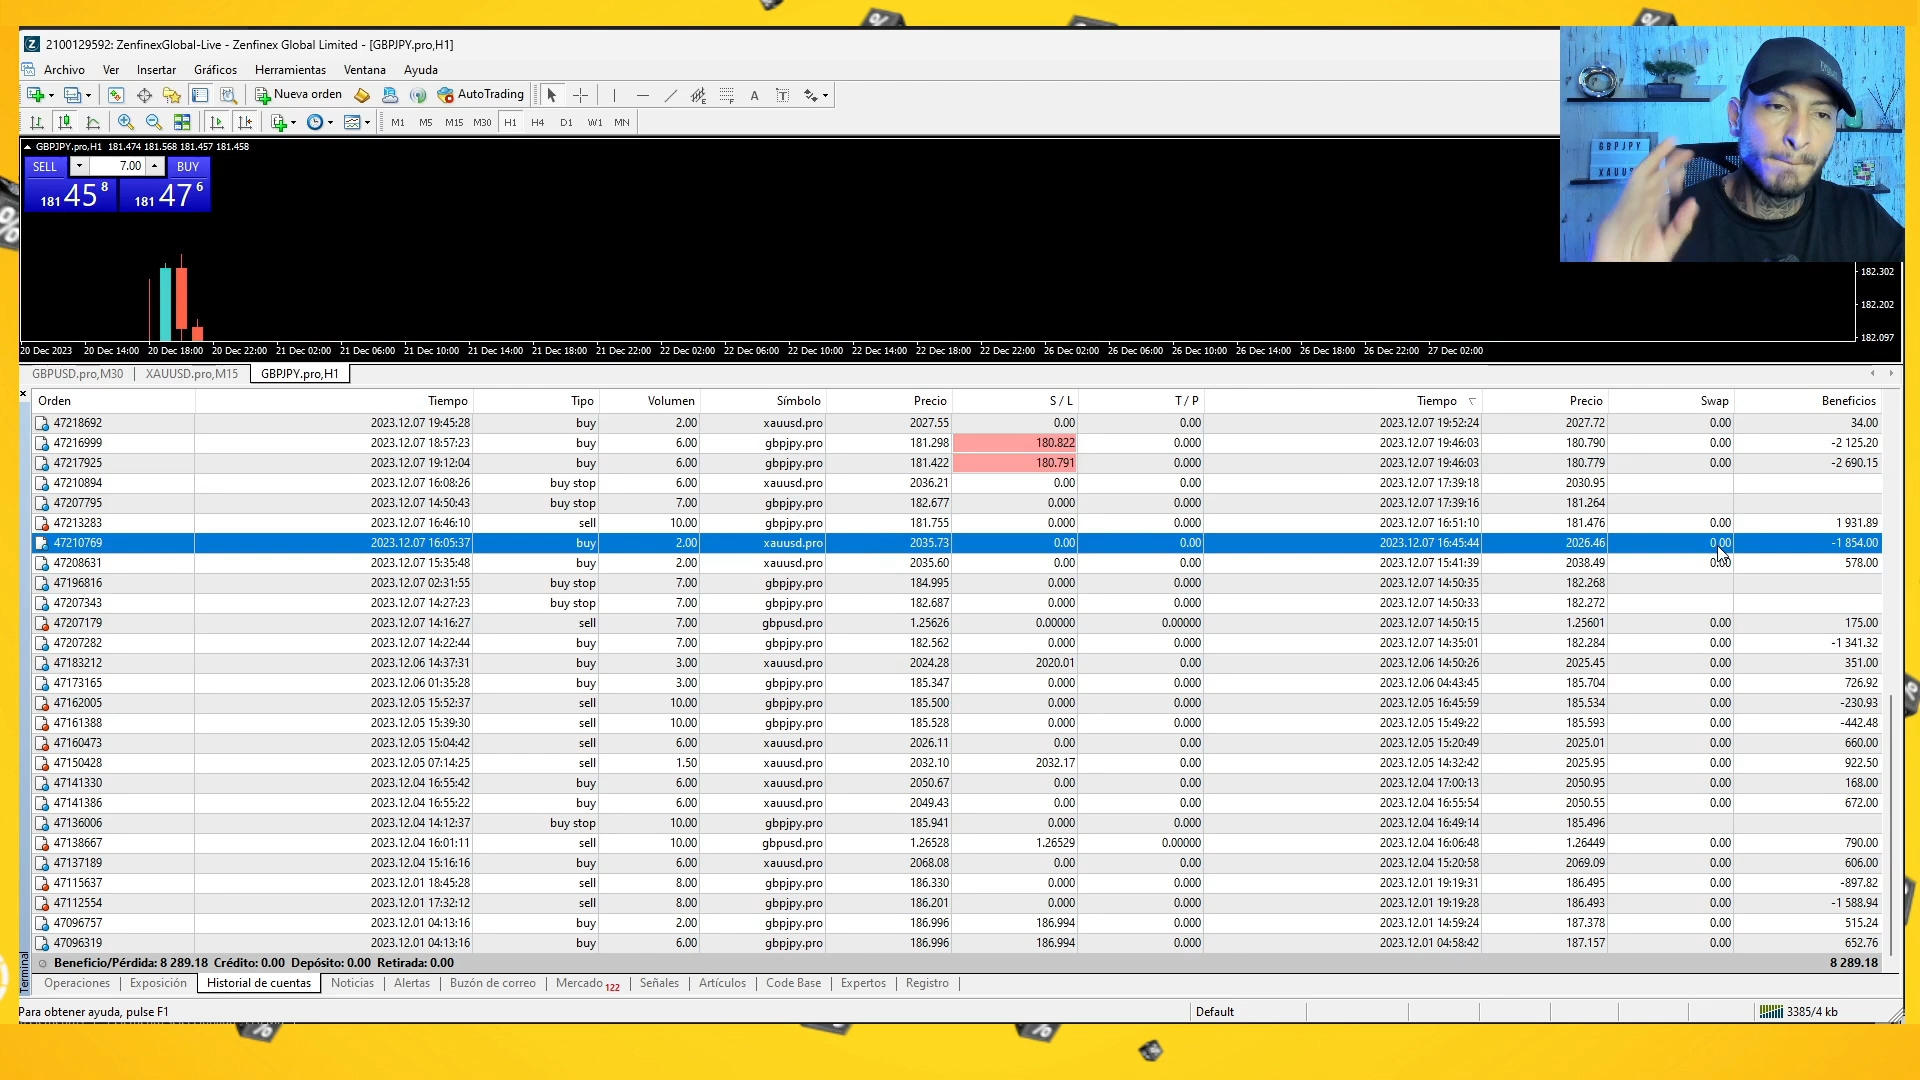 2100129592: ZenfinexGlobal-Live - Zenfinex Global Limited - [GBPJPY.pro,H1]
Archivo Ver Insertar Gráficos Herramientas Ventana Ayuda
Nueva orden AutoTrading A T
M1 M5 M15 M30 H1 H4 D1 W1 MN
GBPJPY.pro,H1 181.474 181.568 181.457 181.458
SELL 7.00 BUY
181 45 8 181 47 6
GBPJPY
XAUUS
182.302
182.202
182.097
20 Dec 2023 20 Dec 14:00 20 Dec 18:00 20 Dec 22:00 21 Dec 02:00 21 Dec 06:00 21 Dec 10:00 21 Dec 14:00 21 Dec 18:00 21 Dec 22:00 22 Dec 02:00 22 Dec 06:00 22 Dec 10:00 22 Dec 14:00 22 Dec 18:00 22 Dec 22:00 26 Dec 02:00 26 Dec 06:00 26 Dec 10:00 26 Dec 14:00 26 Dec 18:00 26 Dec 22:00 27 Dec 02:00
GBPUSD.pro,M30 XAUUSD.pro,M15 GBPJPY.pro,H1
Orden Tiempo Tipo Volumen Símbolo Precio S / L T / P Tiempo Precio Swap Beneficios
47218692 2023.12.07 19:45:28 buy 2.00 xauusd.pro 2027.55 0.00 0.00 2023.12.07 19:52:24 2027.72 0.00 34.00
47216999 2023.12.07 18:57:23 buy 6.00 gbpjpy.pro 181.298 180.822 0.000 2023.12.07 19:46:03 180.790 0.00 -2 125.20
47217925 2023.12.07 19:12:04 buy 6.00 gbpjpy.pro 181.422 180.791 0.000 2023.12.07 19:46:03 180.779 0.00 -2 690.15
47210894 2023.12.07 16:08:26 buy stop 6.00 xauusd.pro 2036.21 0.00 0.00 2023.12.07 17:39:18 2030.95
47207795 2023.12.07 14:50:43 buy stop 7.00 gbpjpy.pro 182.677 0.000 0.000 2023.12.07 17:39:16 181.264
47213283 2023.12.07 16:46:10 sell 10.00 gbpjpy.pro 181.755 0.000 0.000 2023.12.07 16:51:10 181.476 0.00 1 931.89
47210769 2023.12.07 16:05:37 buy 2.00 xauusd.pro 2035.73 0.00 0.00 2023.12.07 16:45:44 2026.46 0.00 -1 854.00
47208631 2023.12.07 15:35:48 buy 2.00 xauusd.pro 2035.60 0.00 0.00 2023.12.07 15:41:39 2038.49 0.00 578.00
47196816 2023.12.07 02:31:55 buy stop 7.00 gbpjpy.pro 184.995 0.000 0.000 2023.12.07 14:50:35 182.268
47207343 2023.12.07 14:27:23 buy stop 7.00 gbpjpy.pro 182.687 0.000 0.000 2023.12.07 14:50:33 182.272
47207179 2023.12.07 14:16:27 sell 7.00 gbpusd.pro 1.25626 0.00000 0.00000 2023.12.07 14:50:15 1.25601 0.00 175.00
47207282 2023.12.07 14:22:44 buy 7.00 gbpjpy.pro 182.562 0.000 0.000 2023.12.07 14:35:01 182.284 0.00 -1 341.32
47183212 2023.12.06 14:37:31 buy 3.00 xauusd.pro 2024.28 2020.01 0.00 2023.12.06 14:50:26 2025.45 0.00 351.00
47173165 2023.12.06 01:35:28 buy 3.00 gbpjpy.pro 185.347 0.000 0.000 2023.12.06 04:43:45 185.704 0.00 726.92
47162005 2023.12.05 15:52:37 sell 10.00 gbpjpy.pro 185.500 0.000 0.000 2023.12.05 16:45:59 185.534 0.00 -230.93
47161388 2023.12.05 15:39:30 sell 10.00 gbpjpy.pro 185.528 0.000 0.000 2023.12.05 15:49:22 185.593 0.00 -442.48
47160473 2023.12.05 15:04:42 sell 6.00 xauusd.pro 2026.11 0.00 0.00 2023.12.05 15:20:49 2025.01 0.00 660.00
47150428 2023.12.05 07:14:25 sell 1.50 xauusd.pro 2032.10 2032.17 0.00 2023.12.05 14:32:42 2025.95 0.00 922.50
47141330 2023.12.04 16:55:42 buy 6.00 xauusd.pro 2050.67 0.00 0.00 2023.12.04 17:00:13 2050.95 0.00 168.00
47141386 2023.12.04 16:55:22 buy 6.00 xauusd.pro 2049.43 0.00 0.00 2023.12.04 16:55:54 2050.55 0.00 672.00
47136006 2023.12.04 14:12:37 buy stop 10.00 gbpjpy.pro 185.941 0.000 0.000 2023.12.04 16:49:14 185.496
47138667 2023.12.04 16:01:11 sell 10.00 gbpusd.pro 1.26528 1.26529 0.00000 2023.12.04 16:06:48 1.26449 0.00 790.00
47137189 2023.12.04 15:16:16 buy 6.00 xauusd.pro 2068.08 0.00 0.00 2023.12.04 15:20:58 2069.09 0.00 606.00
47115637 2023.12.01 18:45:28 sell 8.00 gbpjpy.pro 186.330 0.000 0.000 2023.12.01 19:19:31 186.495 0.00 -897.82
47112554 2023.12.01 17:32:12 sell 8.00 gbpjpy.pro 186.201 0.000 0.000 2023.12.01 19:19:28 186.493 0.00 -1 588.94
47096757 2023.12.01 04:13:16 buy 2.00 gbpjpy.pro 186.996 186.994 0.000 2023.12.01 14:59:24 187.378 0.00 515.24
47096319 2023.12.01 04:13:16 buy 6.00 gbpjpy.pro 186.996 186.994 0.000 2023.12.01 04:58:42 187.157 0.00 652.76
Beneficio/Pérdida: 8 289.18 Crédito: 0.00 Depósito: 0.00 Retirada: 0.00 8 289.18
Terminal
Operaciones Exposición Historial de cuentas Noticias Alertas Buzón de correo Mercado 122 Señales Artículos Code Base Expertos Registro
Para obtener ayuda, pulse F1 Default 3385/4 kb